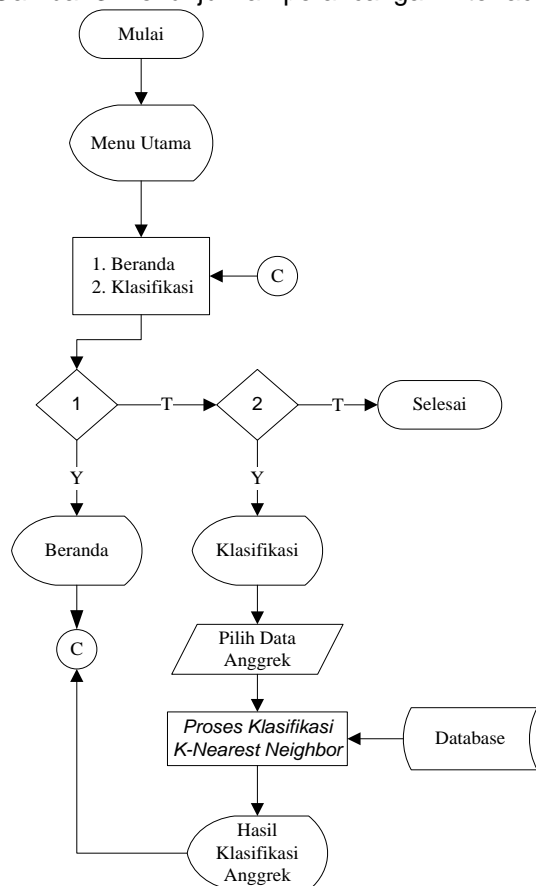 Mulai
Menu Utama
1. Beranda
2. Klasifikasi
C
1
T
2
T
Selesai
Y
Y
Beranda
Klasifikasi
C
Pilih Data
Anggrek
Proses Klasifikasi
K-Nearest Neighbor
Database
Hasil
Klasifikasi
Anggrek